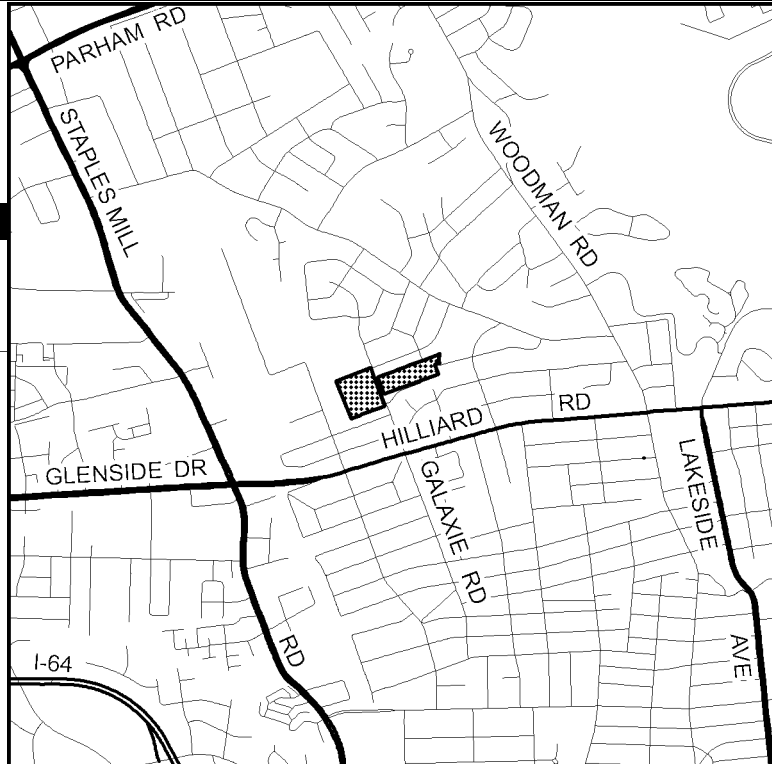 PARHAM RD
STAPLES MILL
WOODMAN RD
HILLIARD
RD
GLENSIDE DR
GALAXIE RD
LAKESIDE
RD
I-64
AVE